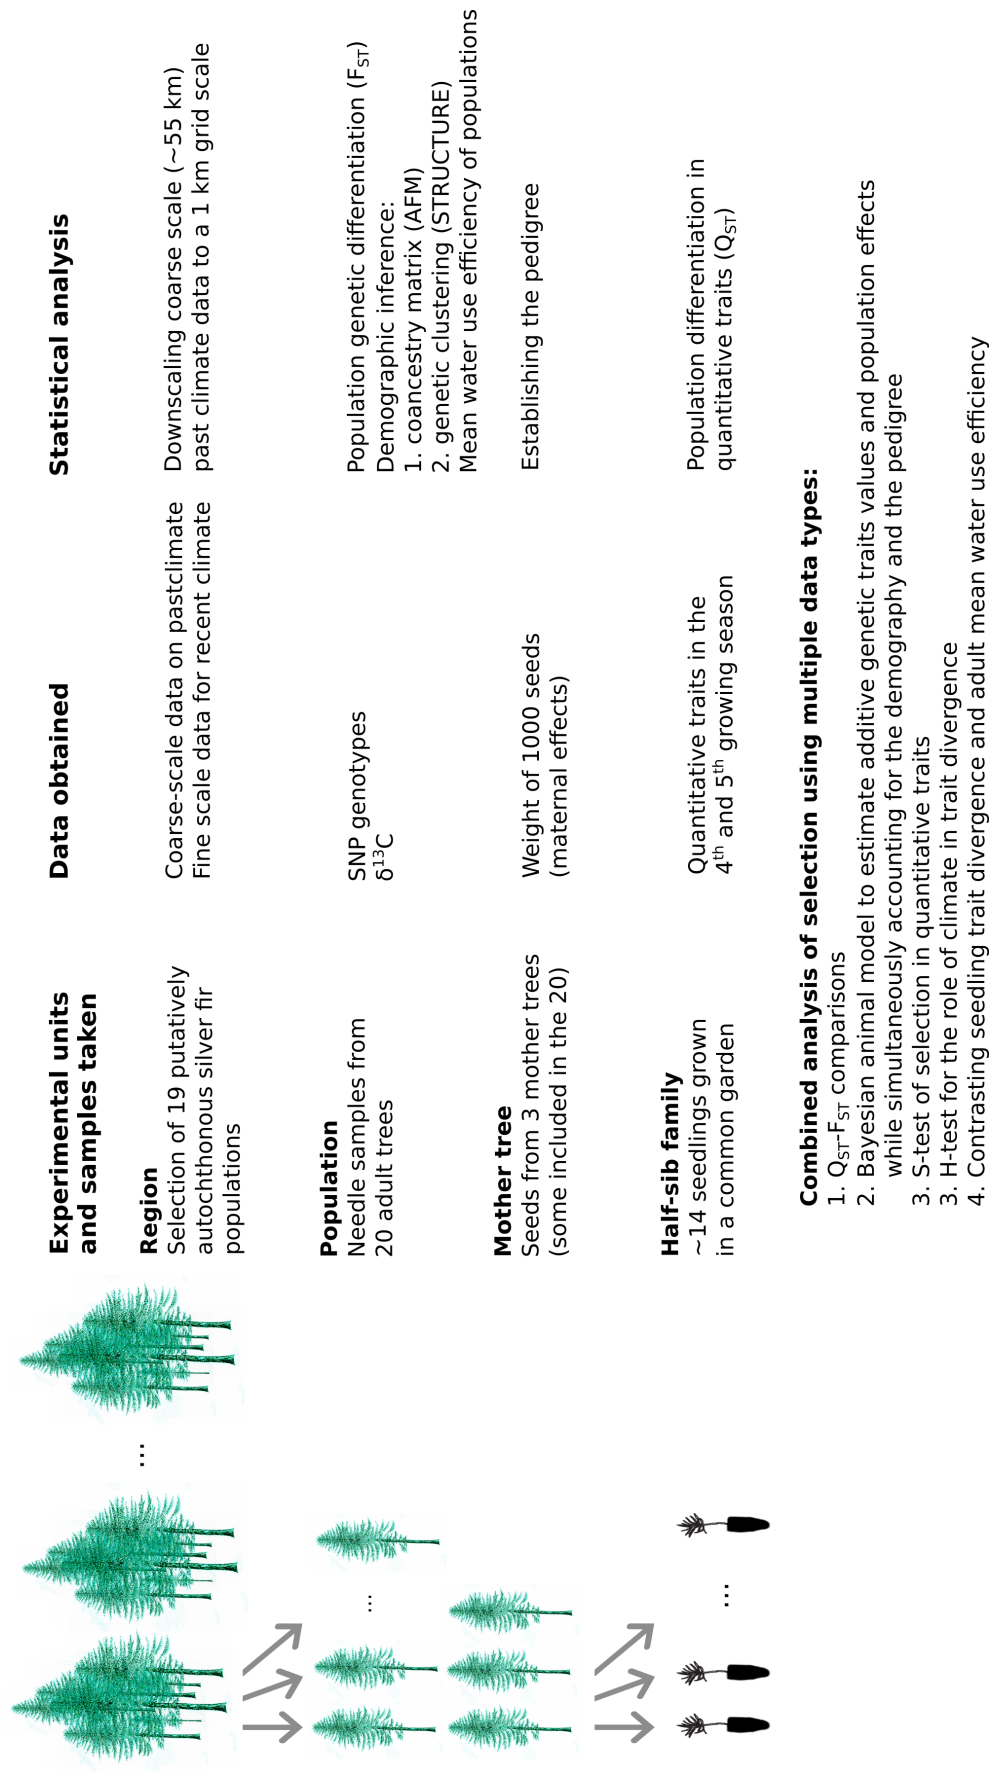 Experimental units
and samples taken
Data obtained
Statistical analysis
Region
Selection of 19 putatively
autochthonous silver fir
populations
Coarse-scale data on pastclimate
Fine scale data for recent climate
Downscaling coarse scale (~55 km)
past climate data to a 1 km grid scale
...
Population
Needle samples from
20 adult trees
SNP genotypes
δ¹³C
Population genetic differentiation (F_ST)
Demographic inference:
1. coancestry matrix (AFM)
2. genetic clustering (STRUCTURE)
Mean water use efficiency of populations
...
Mother tree
Seeds from 3 mother trees
(some included in the 20)
Weight of 1000 seeds
(maternal effects)
Establishing the pedigree
Half-sib family
~14 seedlings grown
in a common garden
Quantitative traits in the
4th and 5th growing season
Population differentiation in
quantitative traits (Q_ST)
...
Combined analysis of selection using multiple data types:
1. Q_ST-F_ST comparisons
2. Bayesian animal model to estimate additive genetic traits values and population effects
while simultaneously accounting for the demography and the pedigree
3. S-test of selection in quantitative traits
3. H-test for the role of climate in trait divergence
4. Contrasting seedling trait divergence and adult mean water use efficiency